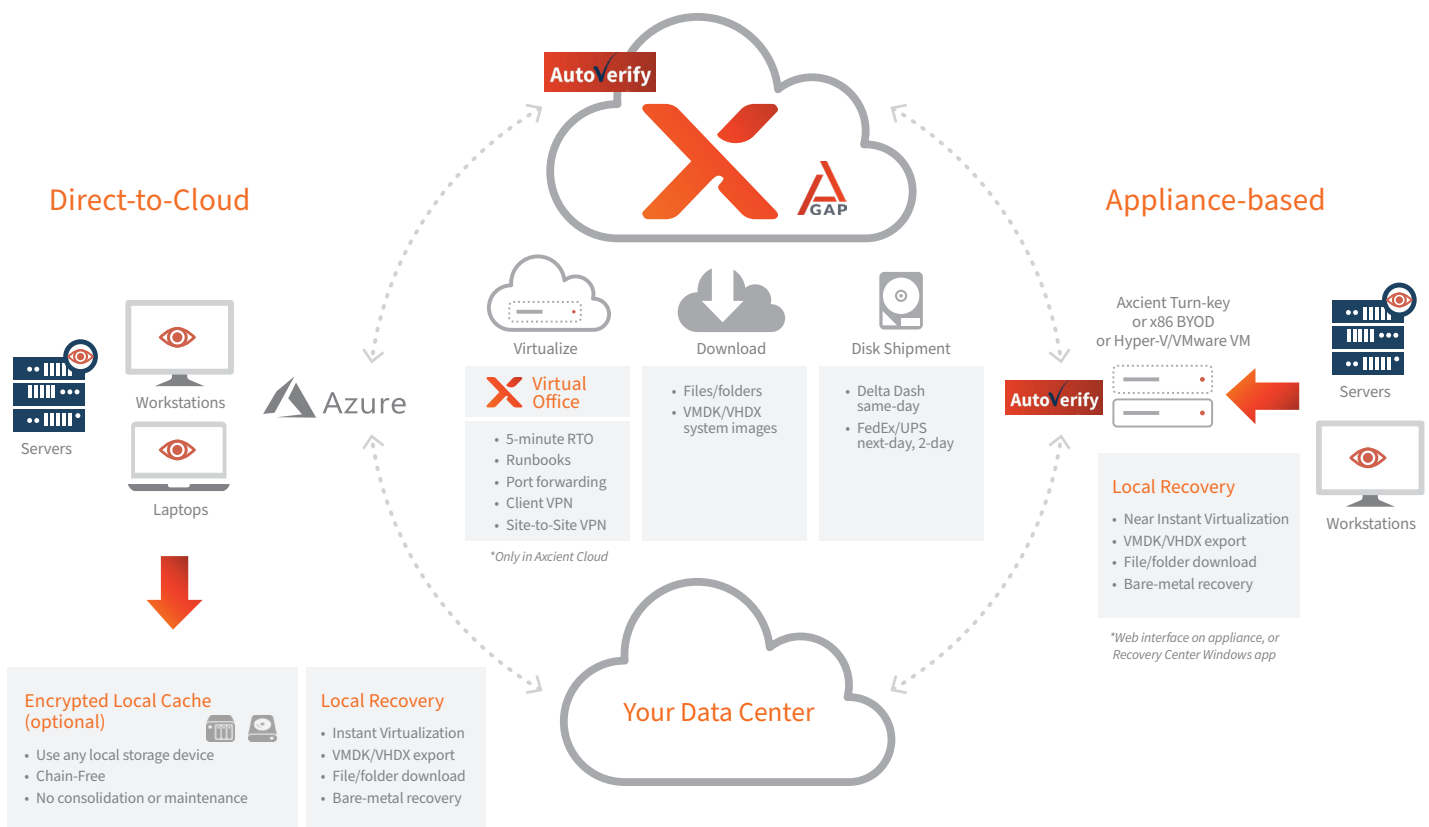 AutoVerify
GAP
Direct-to-Cloud
Servers
Workstations
Laptops
Azure
Encrypted Local Cache
(optional)
• Use any local storage device
• Chain-Free
• No consolidation or maintenance
Local Recovery
• Instant Virtualization
• VMDK/VHDX export
• File/folder download
• Bare-metal recovery
Virtualize
Virtual
Office
• 5-minute RTO
• Runbooks
• Port forwarding
• Client VPN
• Site-to-Site VPN
*Only in Axcient Cloud
Download
• Files/folders
• VMDK/VHDX
system images
Disk Shipment
• Delta Dash
same-day
• FedEx/UPS
next-day, 2-day
Your Data Center
Appliance-based
Axcient Turn-key
or x86 BYOD
or Hyper-V/VMware VM
AutoVerify
Servers
Workstations
Local Recovery
• Near Instant Virtualization
• VMDK/VHDX export
• File/folder download
• Bare-metal recovery
*Web interface on appliance, or
Recovery Center Windows app